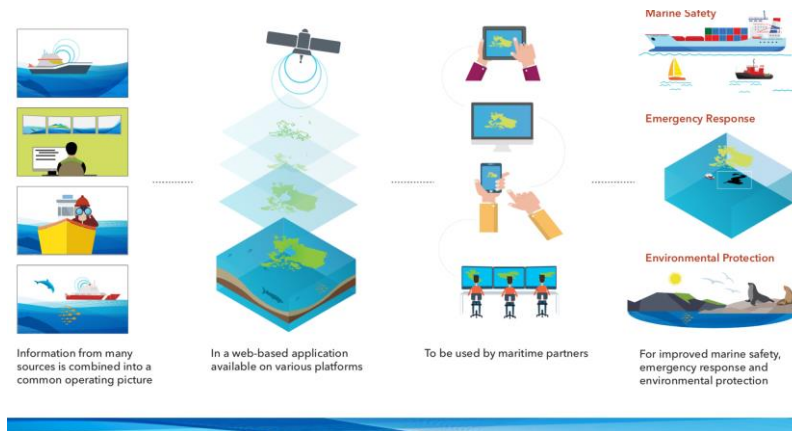 Marine Safety
Emergency Response
Environmental Protection
Information from many
sources is combined into a
common operating picture
In a web-based application
available on various platforms
To be used by maritime partners
For improved marine safety,
emergency response and
environmental protection